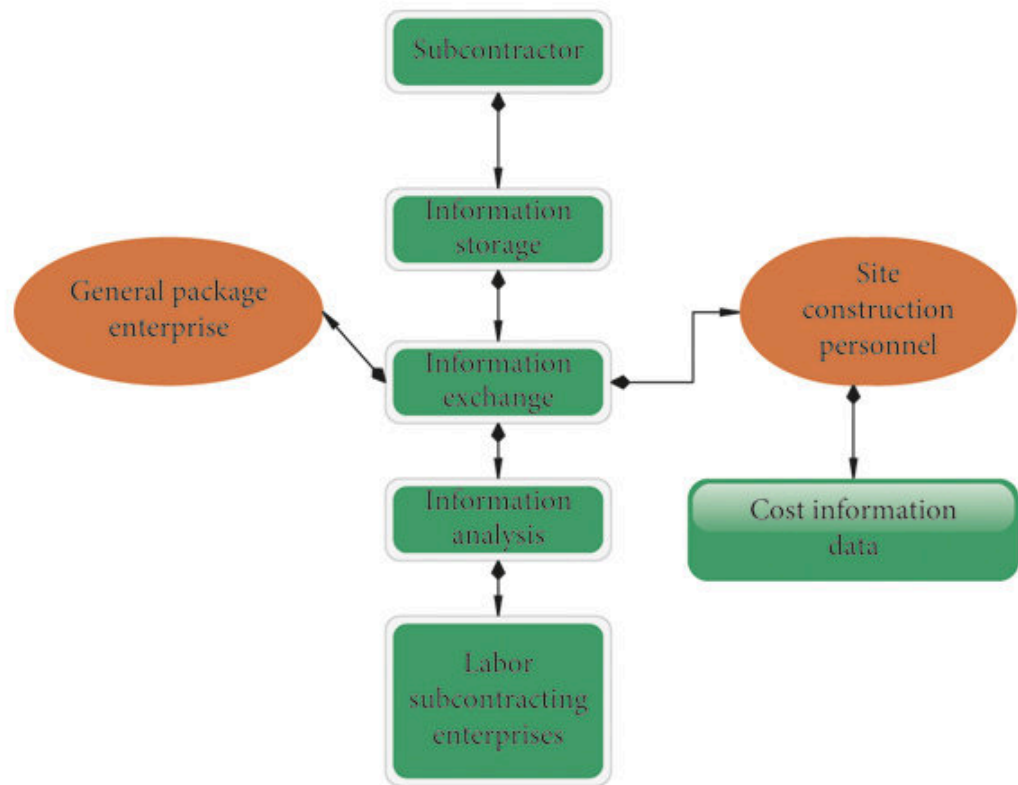 Subcontractor
Information
storage
General package
enterprise
Site
construction
personnel
Information
exchange
Information
analysis
Cost information
data
Labor
subcontracting
enterprises